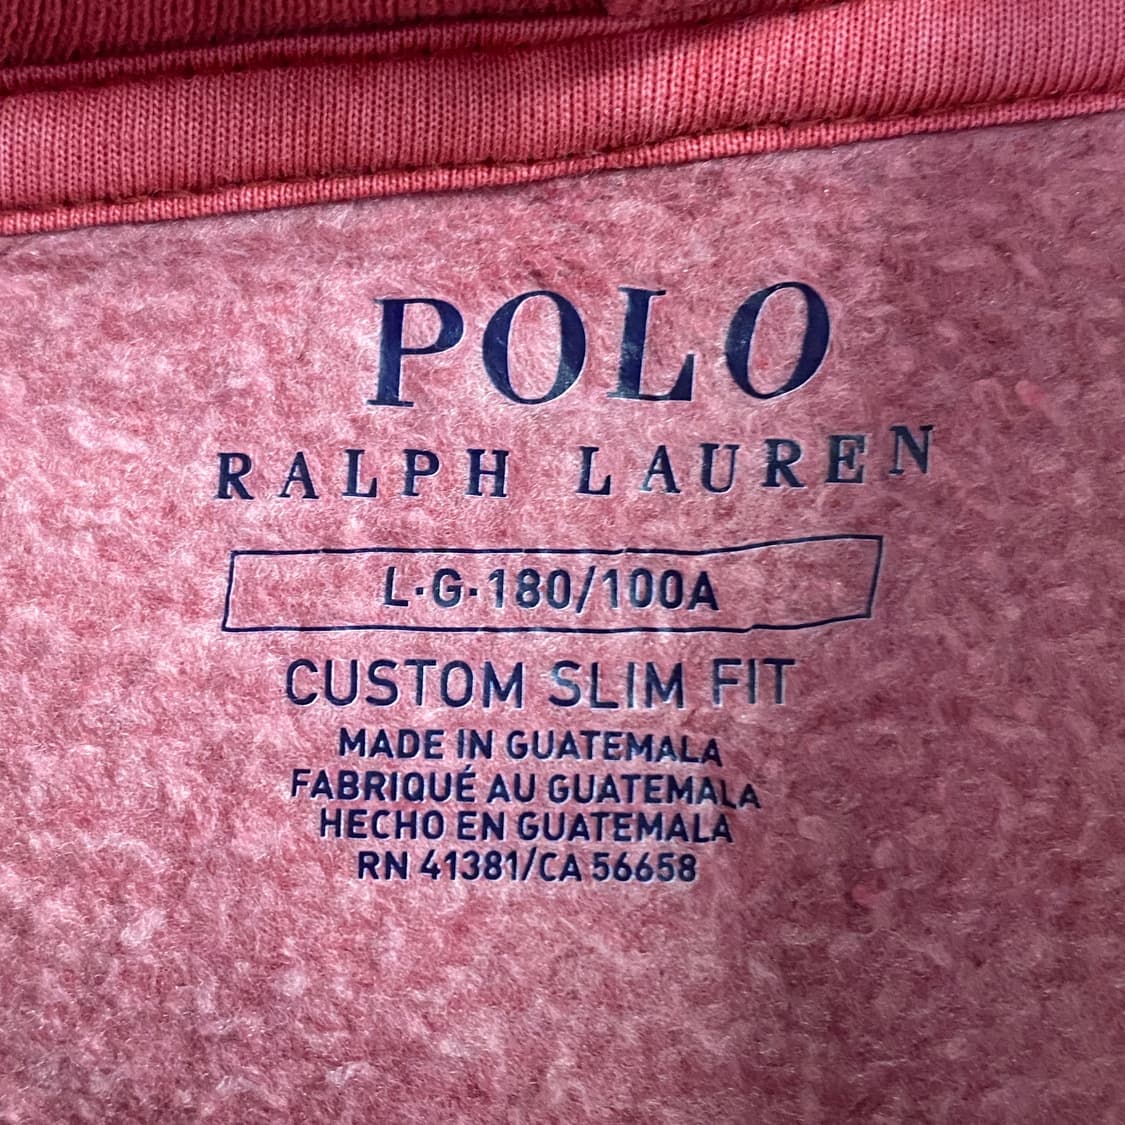 POLO
RALPH LAUREN
L·G·180/100A
CUSTOM SLIM FIT
MADE IN GUATEMALA
FABRIQUÉ AU GUATEMALA
HECHO EN GUATEMALA
RN 41381/CA 56658